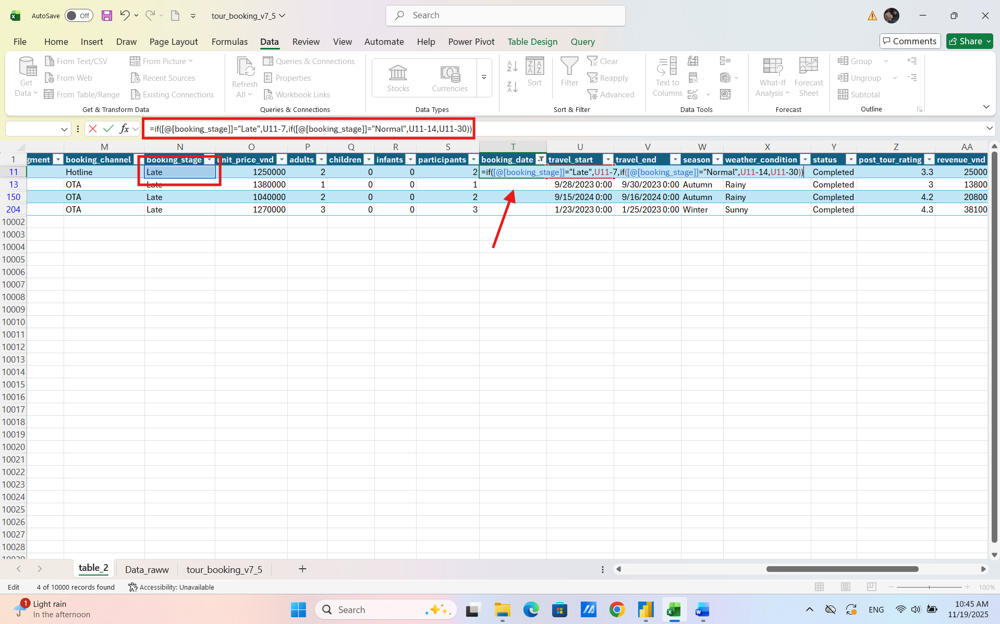 AutoSave Off tour_booking_v7_5 Search
File Home Insert Draw Page Layout Formulas Data Review View Automate Help Power Pivot Table Design Query Comments Share
Get Data From Text/CSV From Web From Table/Range From Picture Recent Sources Existing Connections
Get & Transform Data
Refresh All Queries & Connections Properties Workbook Links
Queries & Connections
Stocks Currencies
Data Types
Sort Filter Clear Reapply Advanced
Sort & Filter
Text to Columns
Data Tools
What-If Analysis Forecast Sheet
Forecast
Group Ungroup Subtotal
Outline
fx =if([@[booking_stage]]="Late",U11-7,if([@[booking_stage]]="Normal",U11-14,U11-30))
M N O P Q R S T U V W X Y Z AA
1 gment booking_channel booking_stage unit_price_vnd adults children infants participants booking_date travel_start travel_end season weather_condition status post_tour_rating revenue_vnd
11 Hotline Late 1250000 2 0 0 2 =if([@[booking_stage]]="Late",U11-7,if([@[booking_stage]]="Normal",U11-14,U11-30)) Completed 3.3 25000
13 OTA Late 1380000 1 0 0 1 9/28/2023 0:00 9/30/2023 0:00 Autumn Rainy Completed 3 13800
150 OTA Late 1040000 2 0 0 2 9/15/2024 0:00 9/16/2024 0:00 Autumn Rainy Completed 4.2 20800
204 OTA Late 1270000 3 0 0 3 1/23/2023 0:00 1/25/2023 0:00 Winter Sunny Completed 4.3 38100
10002
10003
10004
10005
10006
10007
10008
10009
10010
10011
10012
10013
10014
10015
10016
10017
10018
10019
10020
10021
10022
10023
10024
10025
10026
10027
10028
10029
table_2 Data_raww tour_booking_v7_5
Edit 4 of 10000 records found Accessibility: Unavailable 100%
1 Light rain
In the afternoon
Search
ENG
10:45 AM
11/19/2025